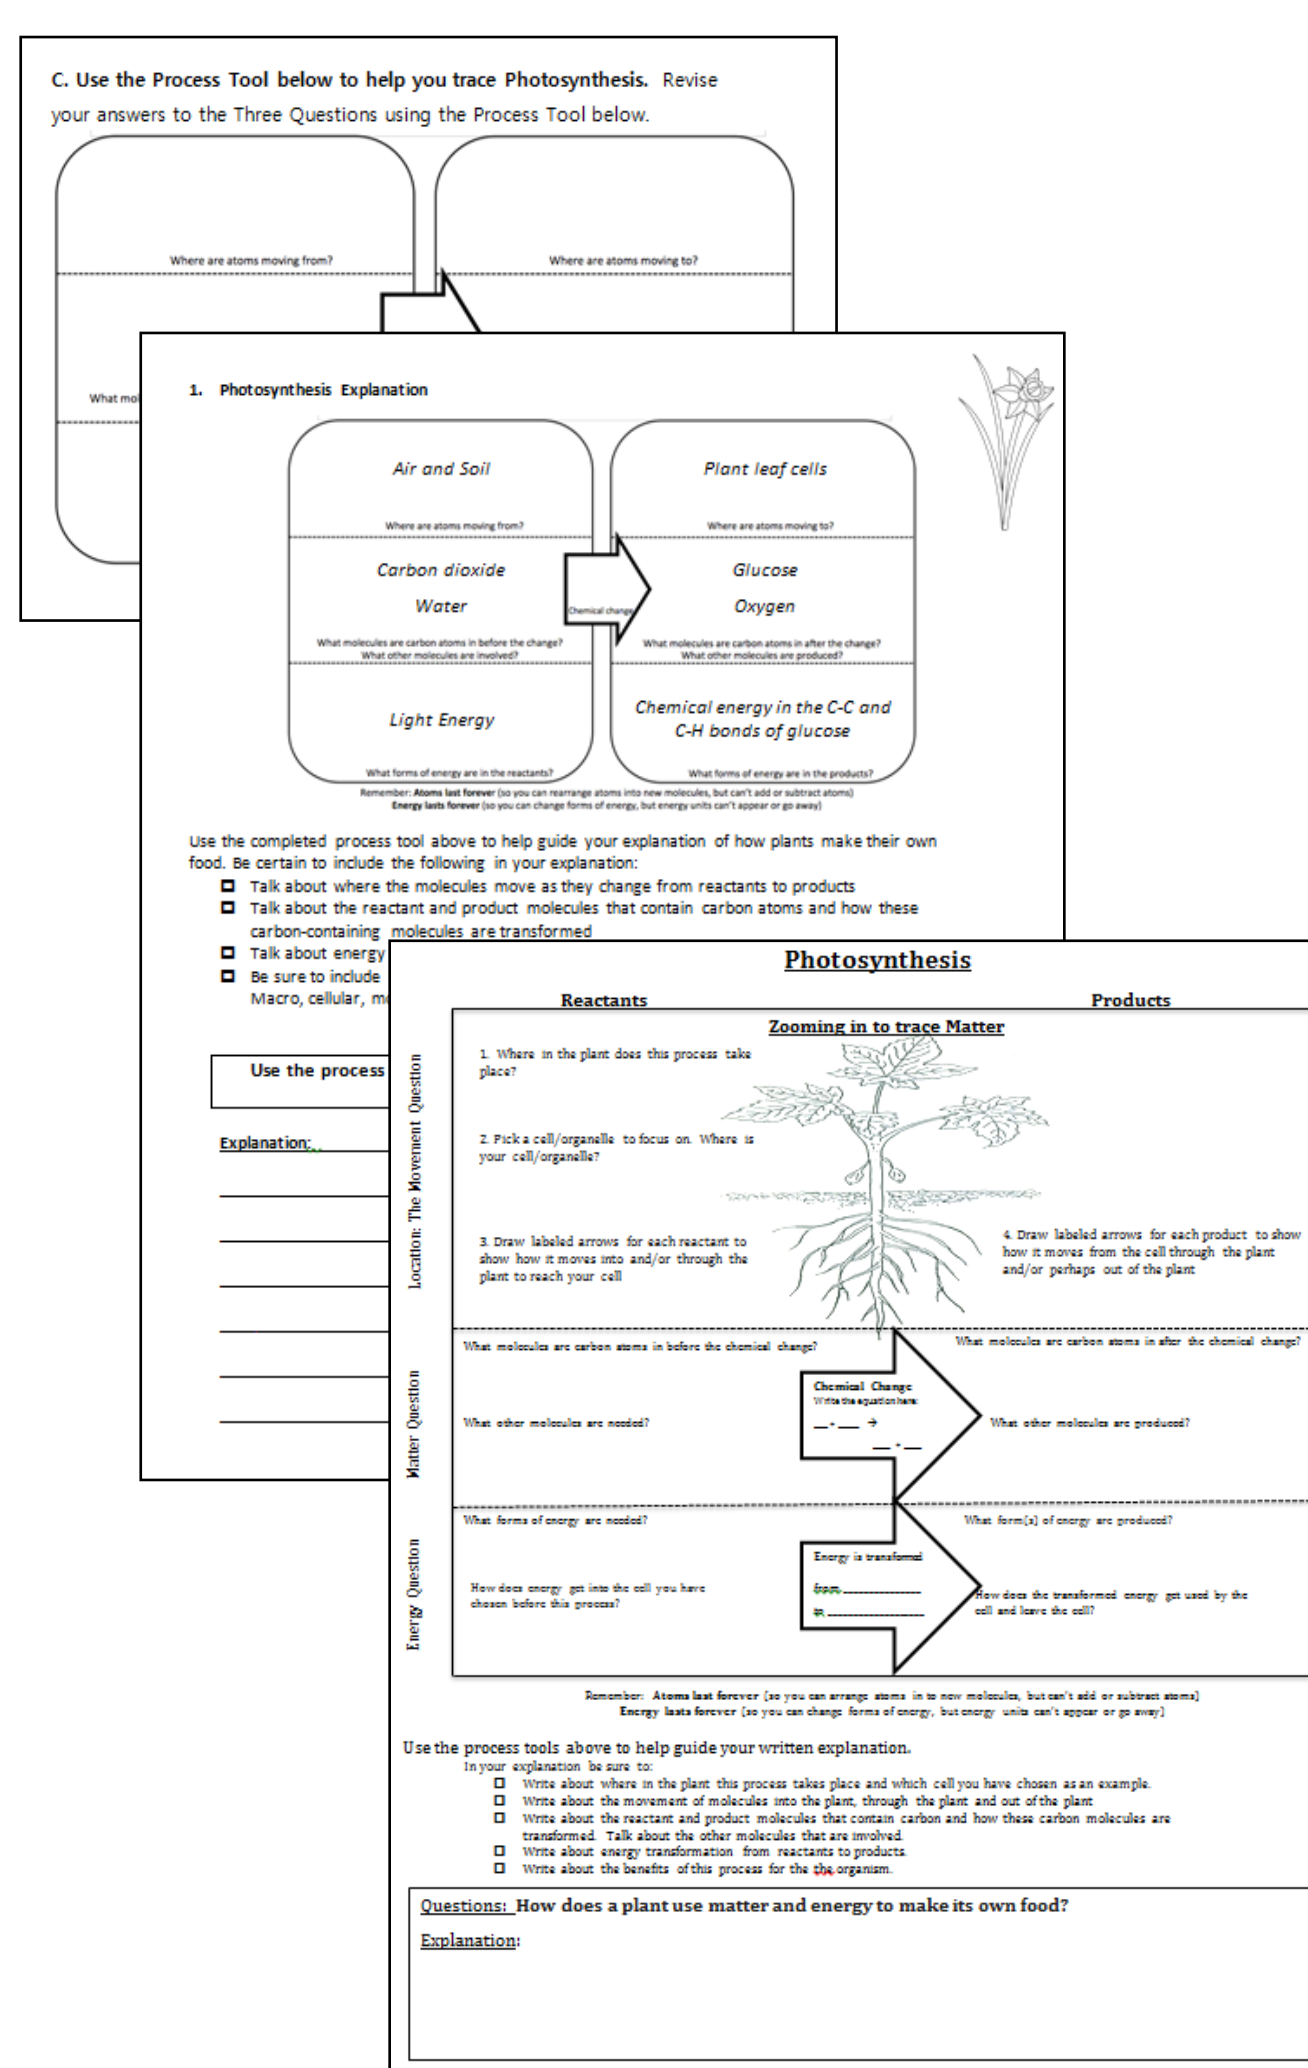 C. Use the Process Tool below to help you trace Photosynthesis. Revise
your answers to the Three Questions using the Process Tool below.
Where are atoms moving from?
Where are atoms moving to?
What mol
1. Photosynthesis Explanation
Air and Soil
Plant leaf cells
Where are atoms moving from?
Where are atoms moving to?
Carbon dioxide
Glucose
Water
Oxygen
Chemical change
What molecules are carbon atoms in before the change?
What other molecules are involved?
What molecules are carbon atoms in after the change?
What other molecules are produced?
Light Energy
Chemical energy in the C-C and
C-H bonds of glucose
What forms of energy are in the reactants?
What forms of energy are in the products?
Remember: Atoms last forever (so you can rearrange atoms into new molecules, but can't add or subtract atoms)
Energy lasts forever (so you can change forms of energy, but energy units can't appear or go away)
Use the completed process tool above to help guide your explanation of how plants make their own
food. Be certain to include the following in your explanation:
Talk about where the molecules move as they change from reactants to products
Talk about the reactant and product molecules that contain carbon atoms and how these
carbon-containing molecules are transformed
Talk about energy
Be sure to include
Macro, cellular, mo
Use the process
Explanation:
Photosynthesis
Reactants
Products
Zooming in to trace Matter
Location: The Movement Question
1. Where in the plant does this process take
place?
2. Pick a cell/organelle to focus on. Where is
your cell/organelle?
3. Draw labeled arrows for each reactant to
show how it moves into and/or through the
plant to reach your cell
4. Draw labeled arrows for each product to show
how it moves from the cell through the plant
and/or perhaps out of the plant
Matter Question
What molecules are carbon atoms in before the chemical change?
What molecules are carbon atoms in after the chemical change?
Chemical Change
Write the equation here:
__+ __ →
__ + __
What other molecules are needed?
What other molecules are produced?
Energy Question
What forms of energy are needed?
What form(s) of energy are produced?
Energy is transformed
from
to
How does energy get into the cell you have
chosen before this process?
How does the transformed energy get used by the
cell and leave the cell?
Remember: Atoms last forever (so you can arrange atoms in to new molecules, but can't add or subtract atoms)
Energy lasts forever (so you can change forms of energy, but energy units can't appear or go away)
Use the process tools above to help guide your written explanation.
In your explanation be sure to:
Write about where in the plant this process takes place and which cell you have chosen as an example.
Write about the movement of molecules into the plant, through the plant and out of the plant
Write about the reactant and product molecules that contain carbon and how these carbon molecules are
transformed. Talk about the other molecules that are involved.
Write about energy transformation from reactants to products.
Write about the benefits of this process for the the organism.
Questions: How does a plant use matter and energy to make its own food?
Explanation: